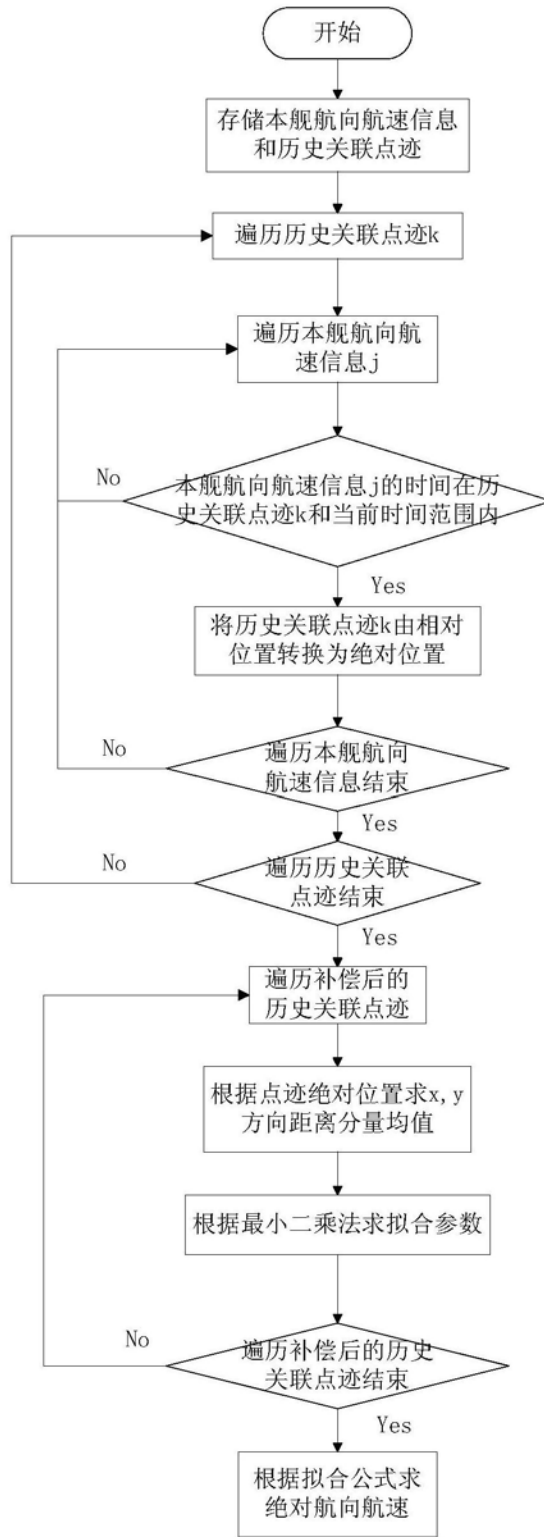 开始
存储本舰航向航速信息
和历史关联点迹
遍历历史关联点迹k
遍历本舰航向航
速信息j
No
本舰航向航速信息j的时间在历
史关联点迹k和当前时间范围内
Yes
将历史关联点迹k由相对
位置转换为绝对位置
No
遍历本舰航向
航速信息结束
Yes
No
遍历历史关联
点迹结束
Yes
遍历补偿后的
历史关联点迹
根据点迹绝对位置求x,y
方向距离分量均值
根据最小二乘法求拟合参数
No
遍历补偿后的历史
关联点迹结束
Yes
根据拟合公式求
绝对航向航速